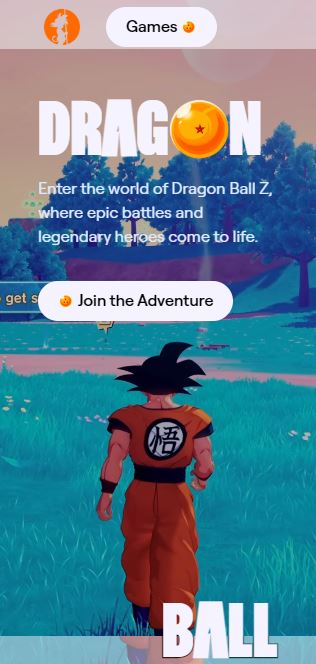 Games
DRAGON
Enter the world of Dragon Ball Z,
where epic battles and
legendary heroes come to life.
get s
Join the Adventure
悟
BALL